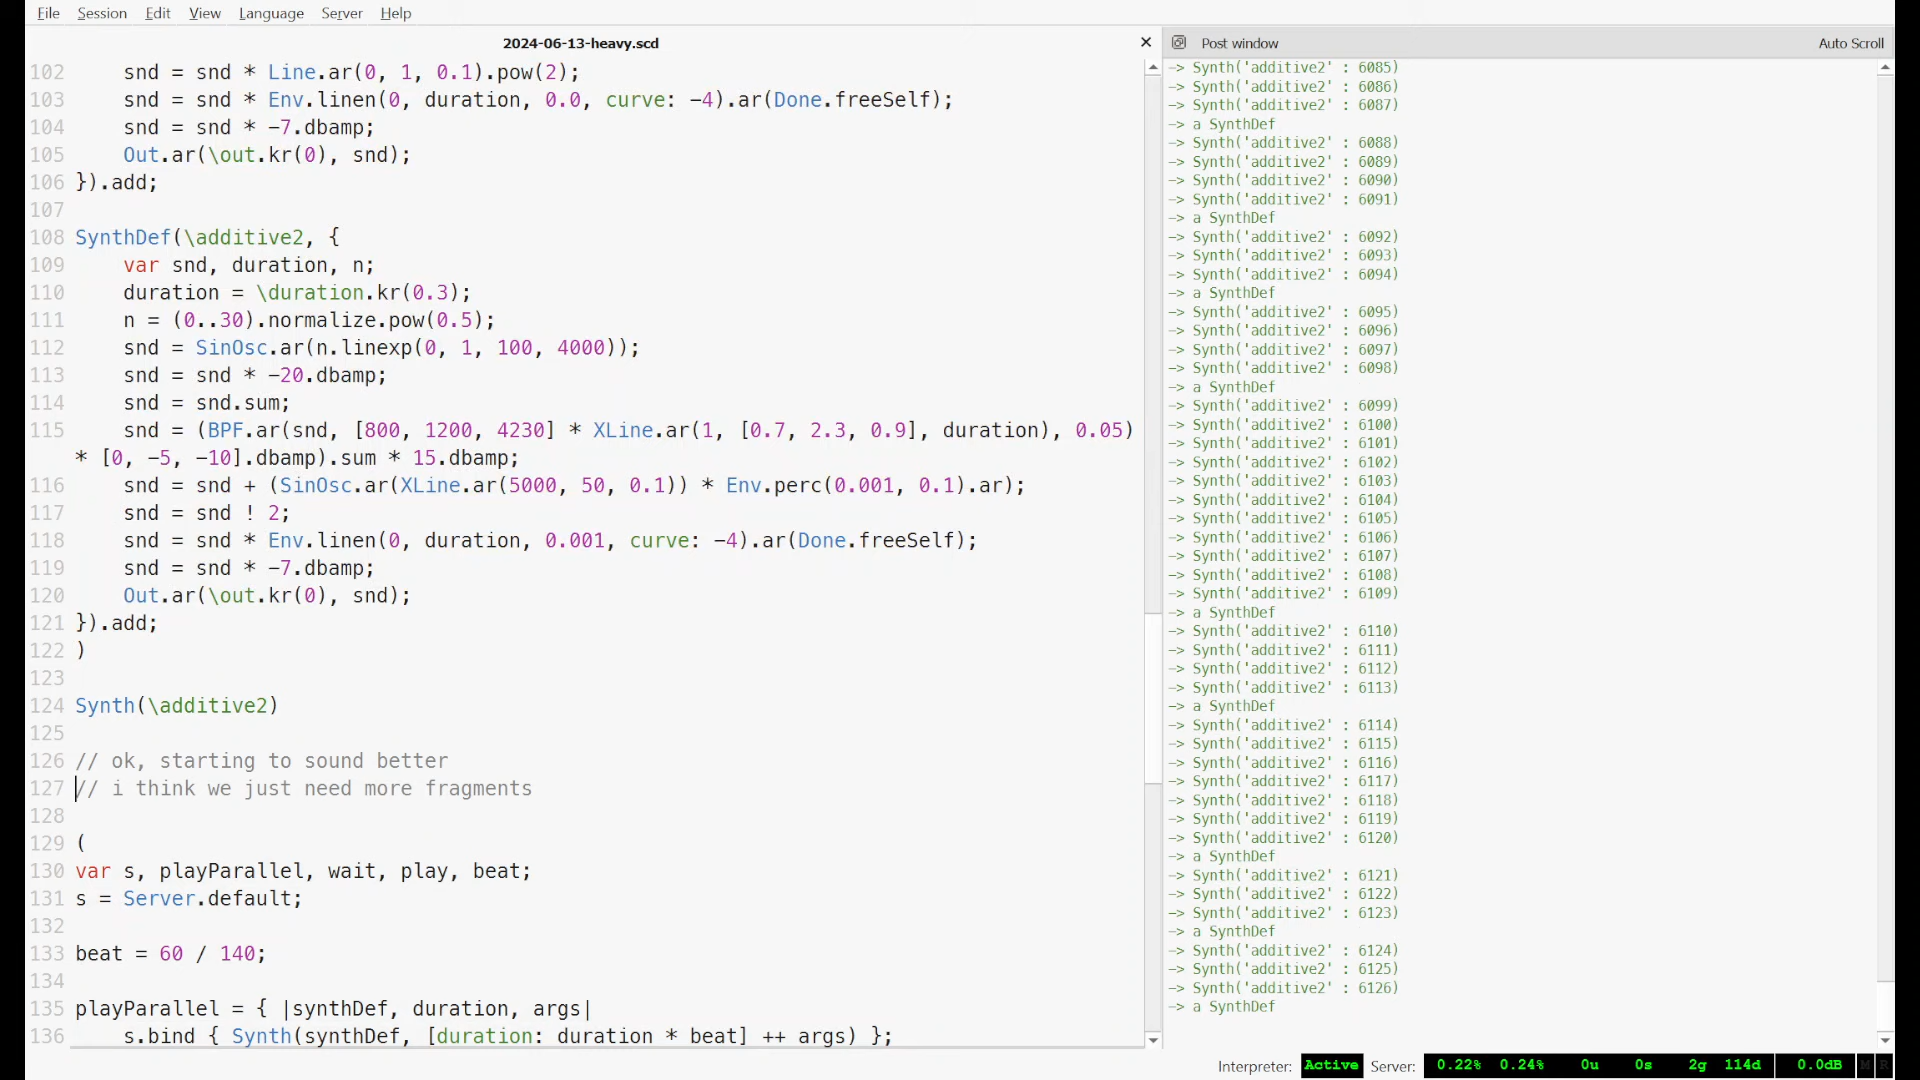 File Session Edit View Language Server Help
2024-06-13-heavy.scd
102 snd = snd * Line.ar(0, 1, 0.1).pow(2);
103 snd = snd * Env.linen(0, duration, 0.0, curve: -4).ar(Done.freeSelf);
104 snd = snd * -7.dbamp;
105 Out.ar(\out.kr(0), snd);
106 }).add;
107
108 SynthDef(\additive2, {
109 var snd, duration, n;
110 duration = \duration.kr(0.3);
111 n = (0..30).normalize.pow(0.5);
112 snd = SinOsc.ar(n.linexp(0, 1, 100, 4000));
113 snd = snd * -20.dbamp;
114 snd = snd.sum;
115 snd = (BPF.ar(snd, [800, 1200, 4230] * XLine.ar(1, [0.7, 2.3, 0.9], duration), 0.05)
* [0, -5, -10].dbamp).sum * 15.dbamp;
116 snd = snd + (SinOsc.ar(XLine.ar(5000, 50, 0.1)) * Env.perc(0.001, 0.1).ar);
117 snd = snd ! 2;
118 snd = snd * Env.linen(0, duration, 0.001, curve: -4).ar(Done.freeSelf);
119 snd = snd * -7.dbamp;
120 Out.ar(\out.kr(0), snd);
121 }).add;
122 )
123
124 Synth(\additive2)
125
126 // ok, starting to sound better
127 // i think we just need more fragments
128
129 (
130 var s, playParallel, wait, play, beat;
131 s = Server.default;
132
133 beat = 60 / 140;
134
135 playParallel = { |synthDef, duration, args|
136 s.bind { Synth(synthDef, [duration: duration * beat] ++ args) };
Post window Auto Scroll
-> Synth('additive2' : 6085)
-> Synth('additive2' : 6086)
-> Synth('additive2' : 6087)
-> a SynthDef
-> Synth('additive2' : 6088)
-> Synth('additive2' : 6089)
-> Synth('additive2' : 6090)
-> Synth('additive2' : 6091)
-> a SynthDef
-> Synth('additive2' : 6092)
-> Synth('additive2' : 6093)
-> Synth('additive2' : 6094)
-> a SynthDef
-> Synth('additive2' : 6095)
-> Synth('additive2' : 6096)
-> Synth('additive2' : 6097)
-> Synth('additive2' : 6098)
-> a SynthDef
-> Synth('additive2' : 6099)
-> Synth('additive2' : 6100)
-> Synth('additive2' : 6101)
-> Synth('additive2' : 6102)
-> Synth('additive2' : 6103)
-> Synth('additive2' : 6104)
-> Synth('additive2' : 6105)
-> Synth('additive2' : 6106)
-> Synth('additive2' : 6107)
-> Synth('additive2' : 6108)
-> Synth('additive2' : 6109)
-> a SynthDef
-> Synth('additive2' : 6110)
-> Synth('additive2' : 6111)
-> Synth('additive2' : 6112)
-> Synth('additive2' : 6113)
-> a SynthDef
-> Synth('additive2' : 6114)
-> Synth('additive2' : 6115)
-> Synth('additive2' : 6116)
-> Synth('additive2' : 6117)
-> Synth('additive2' : 6118)
-> Synth('additive2' : 6119)
-> Synth('additive2' : 6120)
-> a SynthDef
-> Synth('additive2' : 6121)
-> Synth('additive2' : 6122)
-> Synth('additive2' : 6123)
-> a SynthDef
-> Synth('additive2' : 6124)
-> Synth('additive2' : 6125)
-> Synth('additive2' : 6126)
-> a SynthDef
Interpreter: Active Server: 0.22% 0.24% 0u 0s 2g 114d 0.0dB M R